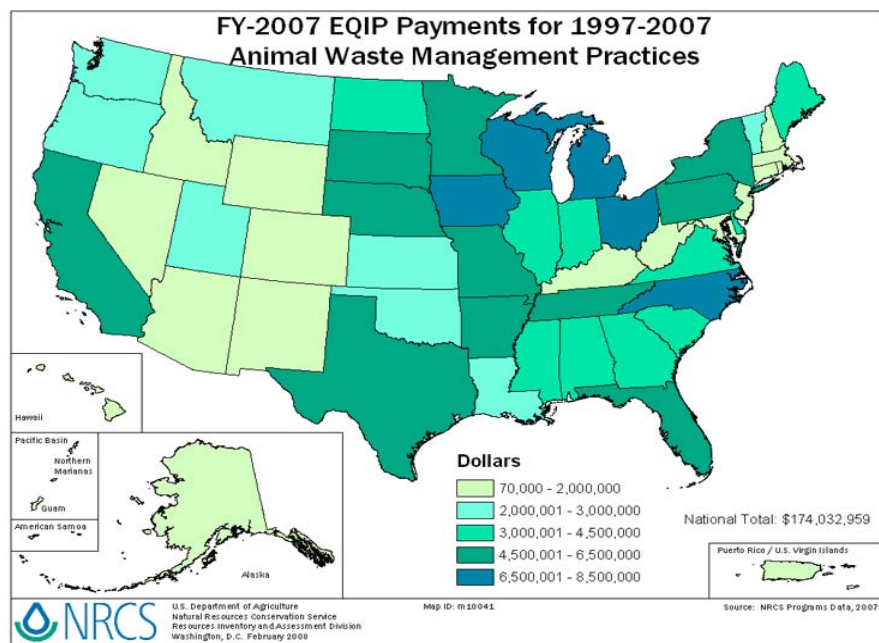 FY-2007 EQIP Payments for 1997-2007
Animal Waste Management Practices
Hawaii
Pacific Basin
Northern
Marianas
Guam
American Samoa
Alaska
Dollars
70,000 - 2,000,000
2,000,001 - 3,000,000
3,000,001 - 4,500,000
4,500,001 - 6,500,000
6,500,001 - 8,500,000
National Total: $174,032,959
Puerto Rico / U.S. Virgin Islands
NRCS
U.S. Department of Agriculture
Natural Resources Conservation Service
Resources Inventory and Assessment Division
Washington, D.C. February 2008
Map ID: m10041
Source: NRCS Programs Data, 2007